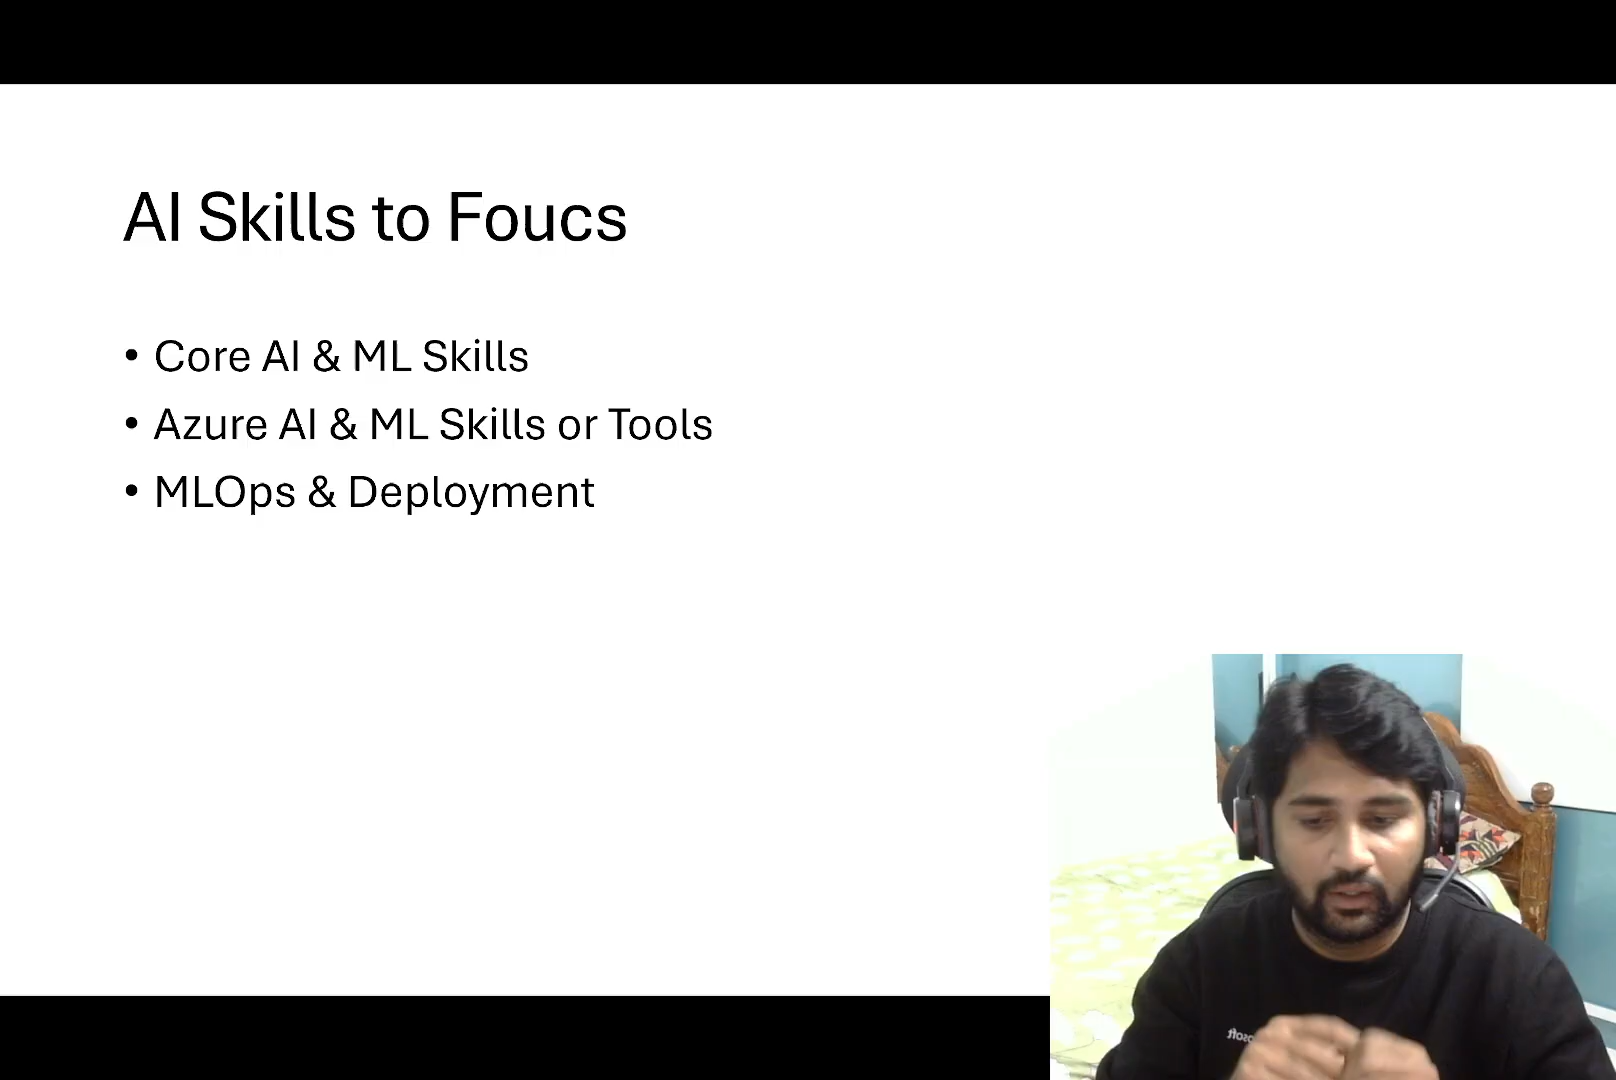 AI Skills to Foucs
• Core AI & ML Skills
• Azure AI & ML Skills or Tools
• MLOps & Deployment